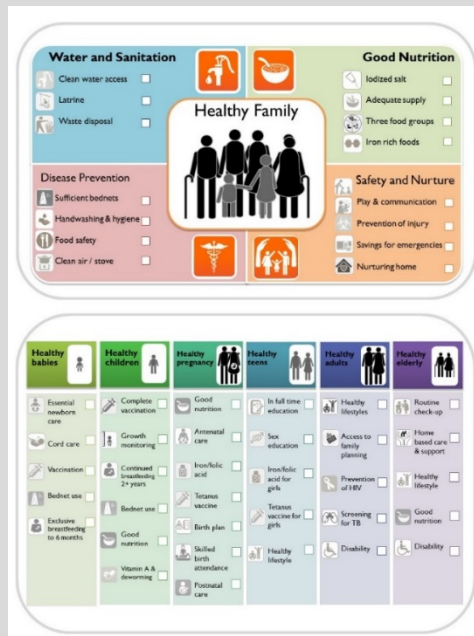 Water and Sanitation
Clean water access
Latrine
Waste disposal
Good Nutrition
Iodized salt
Adequate supply
Three food groups
Iron rich foods
Healthy Family
Disease Prevention
Sufficient bednets
Handwashing & hygiene
Food safety
Clean air / stove
Safety and Nurture
Play & communication
Prevention of injury
Savings for emergencies
Nurturing home
Healthy
babies
Essential
newborn
care
Cord care
Vaccination
Bednet use
Exclusive
breastfeeding
to 6 months
Healthy
children
Complete
vaccination
Growth
monitoring
Continued
breastfeeding
2+ years
Bednet use
Good
nutrition
Vitamin A &
deworming
Healthy
pregnancy
Good
nutrition
Antenatal
care
Iron/folic
acid
Tetanus
vaccine
Birth plan
Skilled
birth
attendance
Postnatal
care
Healthy
teens
In full time
education
Sex
education
Iron/folic
acid for
girls
Tetanus
vaccine for
girls
Healthy
lifestyle
Healthy
adults
Healthy
lifestyles
Access to
family
planning
Prevention
of HIV
Screening
for TB
Disability
Healthy
elderly
Routine
check-up
Home
based care
& support
Healthy
lifestyle
Good
nutrition
Disability